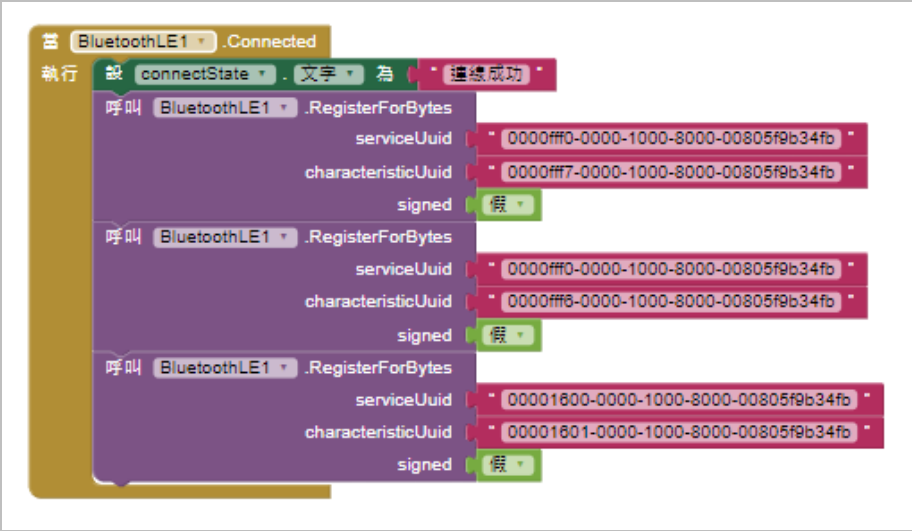 當 BluetoothLE1 .Connected
執行 設 connectState . 文字 為 " 連線成功 "
呼叫 BluetoothLE1 .RegisterForBytes
serviceUuid " 0000fff0-0000-1000-8000-00805f9b34fb "
characteristicUuid " 0000fff7-0000-1000-8000-00805f9b34fb "
signed 假
呼叫 BluetoothLE1 .RegisterForBytes
serviceUuid " 0000fff0-0000-1000-8000-00805f9b34fb "
characteristicUuid " 0000fff6-0000-1000-8000-00805f9b34fb "
signed 假
呼叫 BluetoothLE1 .RegisterForBytes
serviceUuid " 00001600-0000-1000-8000-00805f9b34fb "
characteristicUuid " 00001601-0000-1000-8000-00805f9b34fb "
signed 假